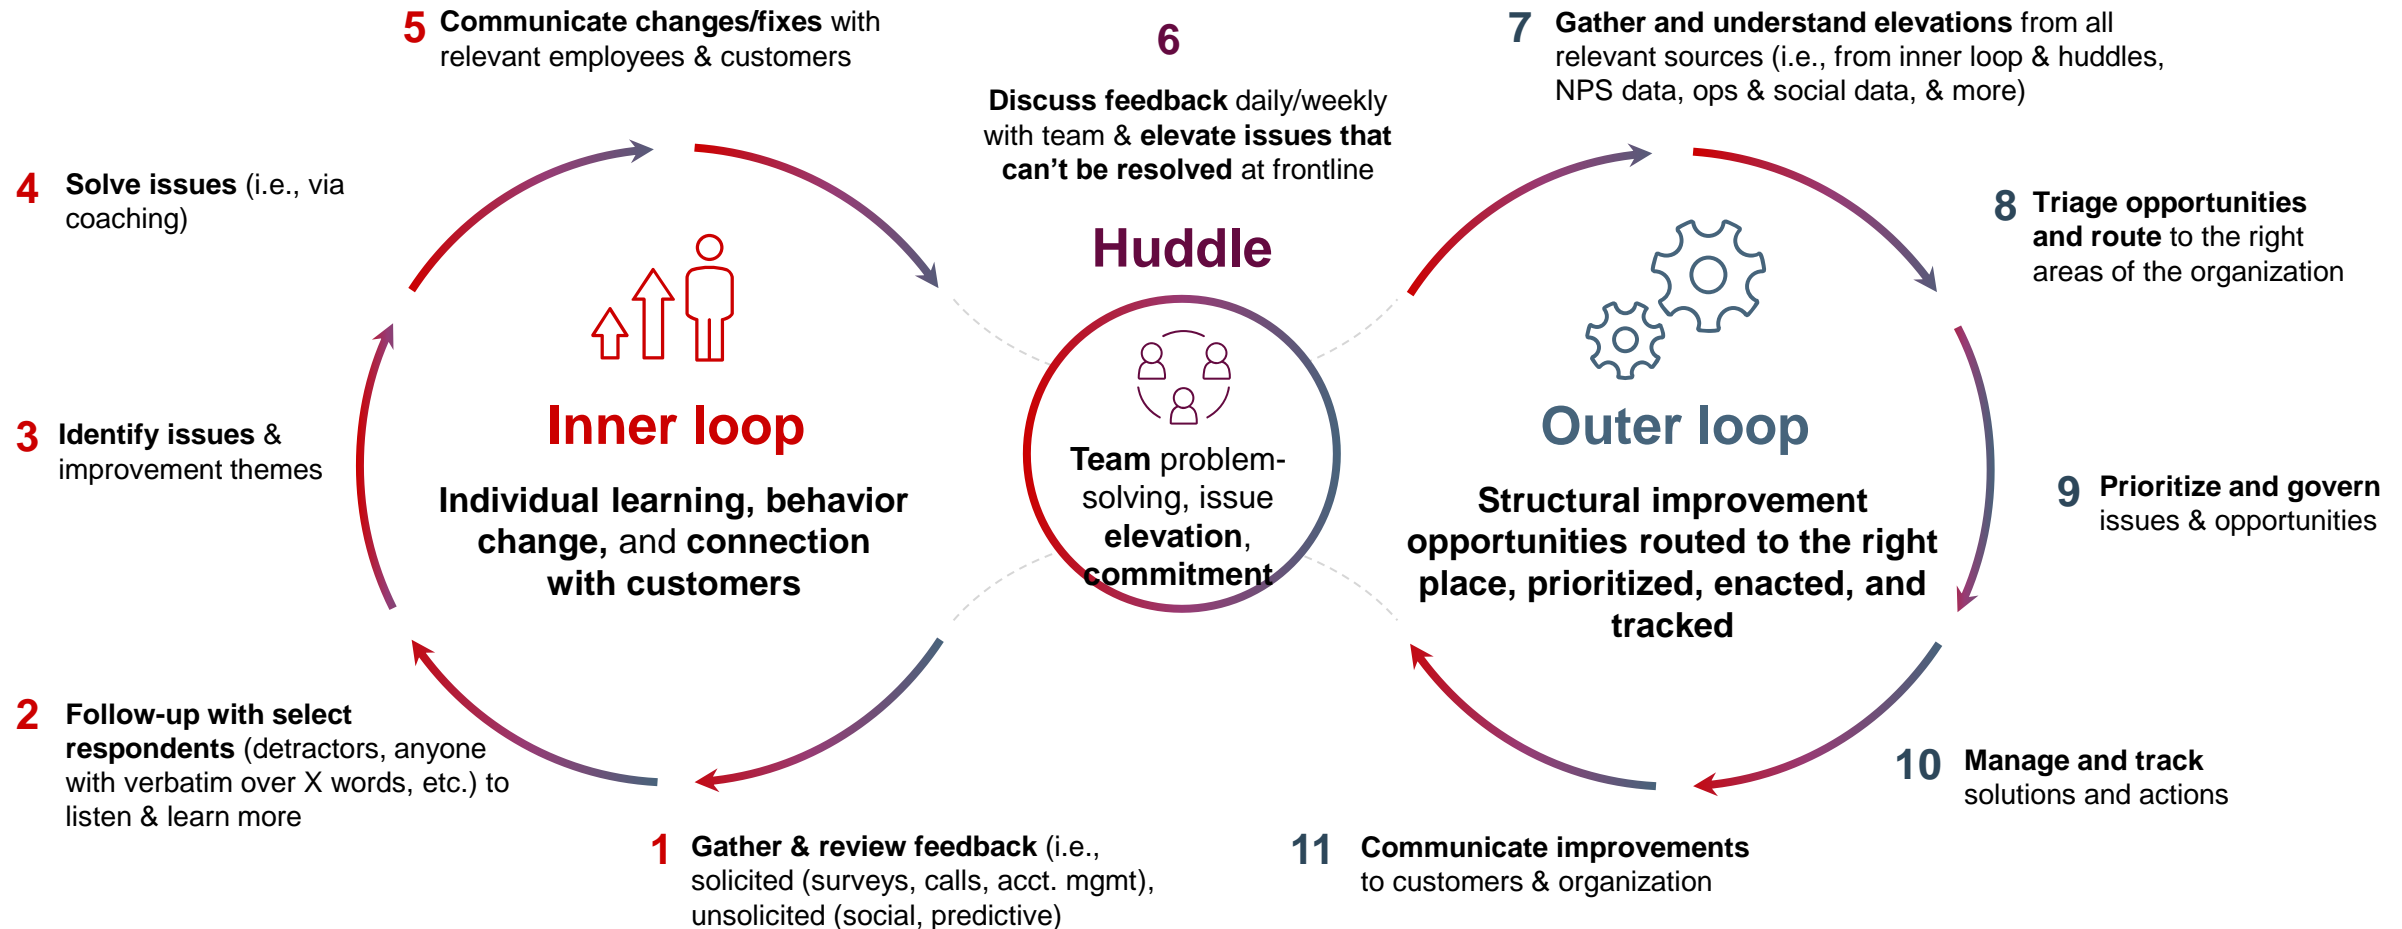 5 Communicate changes/fixes with
relevant employees & customers
6
Discuss feedback daily/weekly
with team & elevate issues that
can’t be resolved at frontline
7 Gather and understand elevations from all
relevant sources (i.e., from inner loop & huddles,
NPS data, ops & social data, & more)
4 Solve issues (i.e., via
coaching)
8 Triage opportunities
and route to the right
areas of the organization
Huddle
Inner loop
Individual learning, behavior
change, and connection
with customers
Team problem-
solving, issue
elevation,
commitment
Outer loop
Structural improvement
opportunities routed to the right
place, prioritized, enacted, and
tracked
3 Identify issues &
improvement themes
9 Prioritize and govern
issues & opportunities
2 Follow-up with select
respondents (detractors, anyone
with verbatim over X words, etc.) to
listen & learn more
10 Manage and track
solutions and actions
1 Gather & review feedback (i.e.,
solicited (surveys, calls, acct. mgmt),
unsolicited (social, predictive)
11 Communicate improvements
to customers & organization